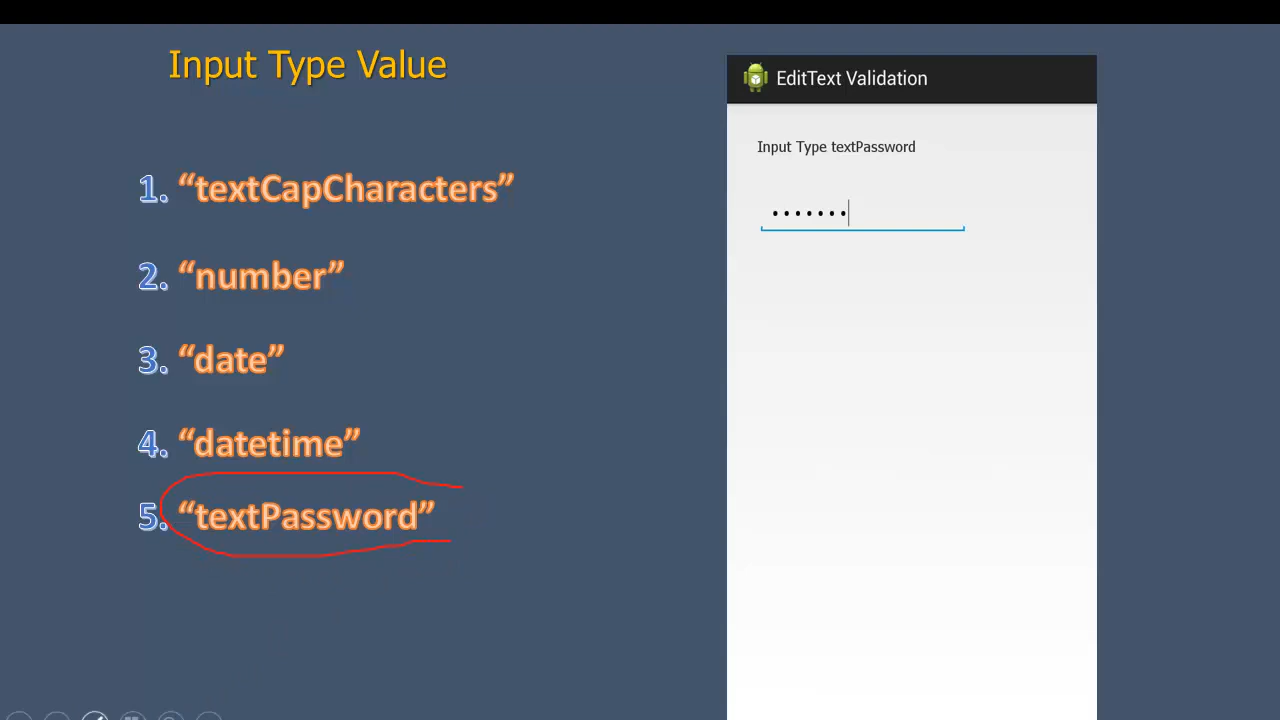 Input Type Value
1. “textCapCharacters”
2. “number”
3. “date”
4. “datetime”
5. “textPassword”
EditText Validation
Input Type textPassword
•••••••